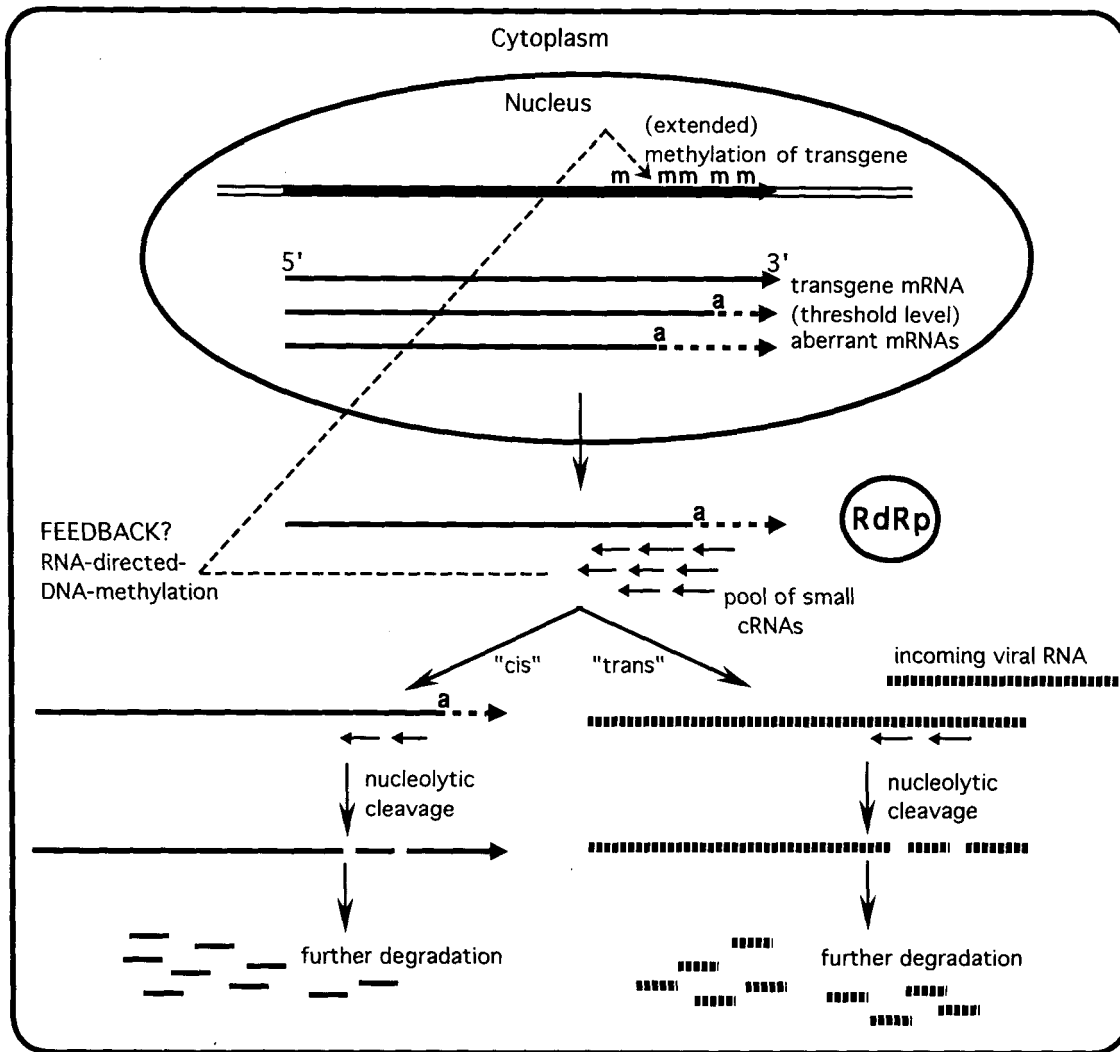 Cytoplasm
Nucleus
(extended)
methylation of transgene
m mm m m
5'
3'
transgene mRNA
a
(threshold level)
a
aberrant mRNAs
a
RdRp
FEEDBACK?
RNA-directed-
DNA-methylation
pool of small
cRNAs
"cis"
"trans"
incoming viral RNA
a
nucleolytic
cleavage
nucleolytic
cleavage
further degradation
further degradation